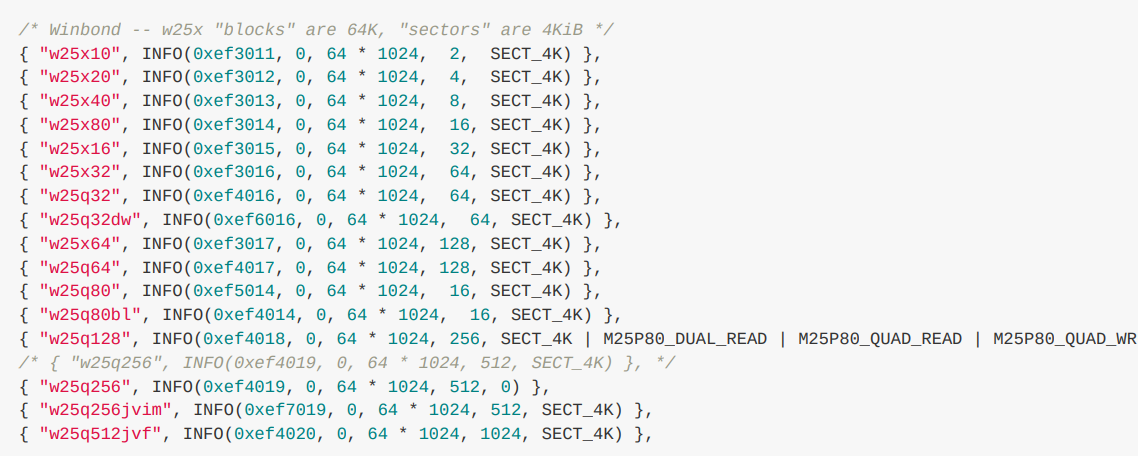 /* Winbond -- w25x "blocks" are 64K, "sectors" are 4KiB */
{ "w25x10", INFO(0xef3011, 0, 64 * 1024,  2,  SECT_4K) },
{ "w25x20", INFO(0xef3012, 0, 64 * 1024,  4,  SECT_4K) },
{ "w25x40", INFO(0xef3013, 0, 64 * 1024,  8,  SECT_4K) },
{ "w25x80", INFO(0xef3014, 0, 64 * 1024,  16, SECT_4K) },
{ "w25x16", INFO(0xef3015, 0, 64 * 1024,  32, SECT_4K) },
{ "w25x32", INFO(0xef3016, 0, 64 * 1024,  64, SECT_4K) },
{ "w25q32", INFO(0xef4016, 0, 64 * 1024,  64, SECT_4K) },
{ "w25q32dw", INFO(0xef6016, 0, 64 * 1024,  64, SECT_4K) },
{ "w25x64", INFO(0xef3017, 0, 64 * 1024, 128, SECT_4K) },
{ "w25q64", INFO(0xef4017, 0, 64 * 1024, 128, SECT_4K) },
{ "w25q80", INFO(0xef5014, 0, 64 * 1024,  16, SECT_4K) },
{ "w25q80bl", INFO(0xef4014, 0, 64 * 1024,  16, SECT_4K) },
{ "w25q128", INFO(0xef4018, 0, 64 * 1024, 256, SECT_4K | M25P80_DUAL_READ | M25P80_QUAD_READ | M25P80_QUAD_WR
/* { "w25q256", INFO(0xef4019, 0, 64 * 1024, 512, SECT_4K) }, */
{ "w25q256", INFO(0xef4019, 0, 64 * 1024, 512, 0) },
{ "w25q256jvim", INFO(0xef7019, 0, 64 * 1024, 512, SECT_4K) },
{ "w25q512jvf", INFO(0xef4020, 0, 64 * 1024, 1024, SECT_4K) },